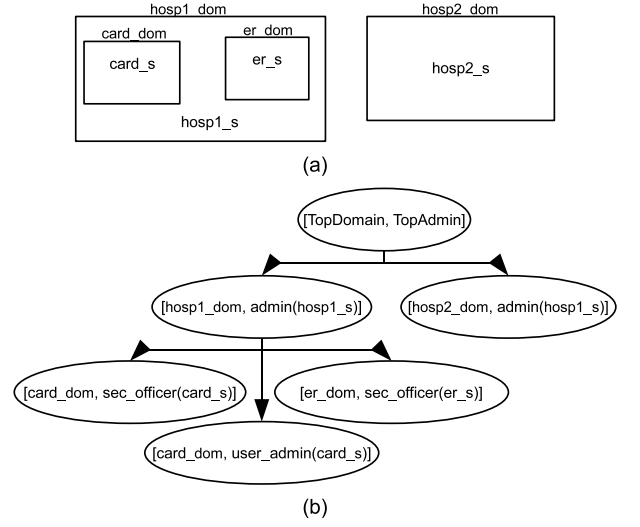 hosp1_dom
hosp2_dom
card_dom
er_dom
card_s
er_s
hosp2_s
hosp1_s
(a)
[TopDomain, TopAdmin]
[hosp1_dom, admin(hosp1_s)]
[hosp2_dom, admin(hosp1_s)]
[card_dom, sec_officer(card_s)]
[er_dom, sec_officer(er_s)]
[card_dom, user_admin(card_s)]
(b)